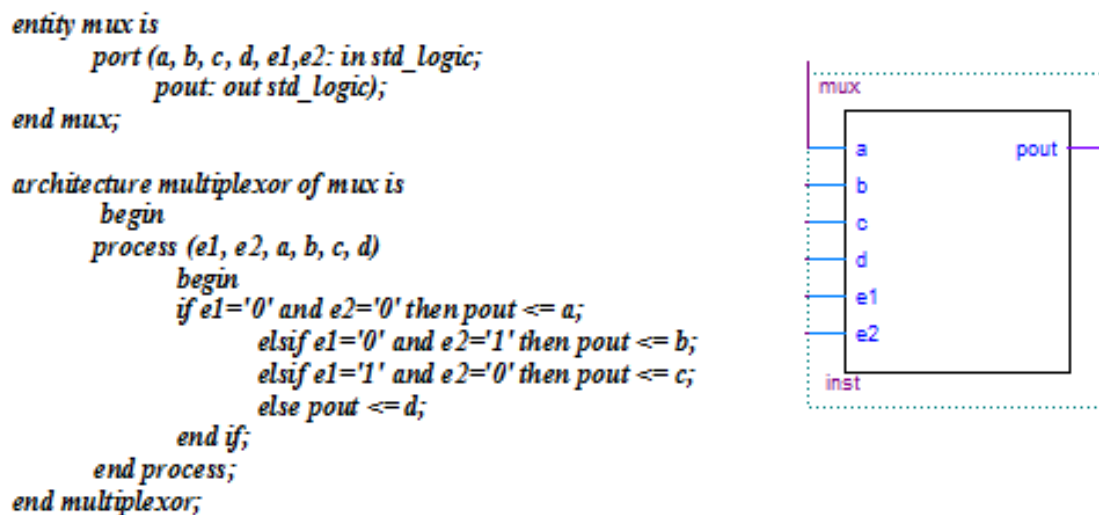 entity mux is
port (a, b, c, d, e1,e2: in std_logic;
pout: out std_logic);
end mux;
architecture multiplexor of mux is
begin
process (e1, e2, a, b, c, d)
begin
if e1='0' and e2='0' then pout <= a;
elsif e1='0' and e2='1' then pout <= b;
elsif e1='1' and e2='0' then pout <= c;
else pout <= d;
end if;
end process;
end multiplexor;
mux
a pout
b
c
d
e1
e2
inst